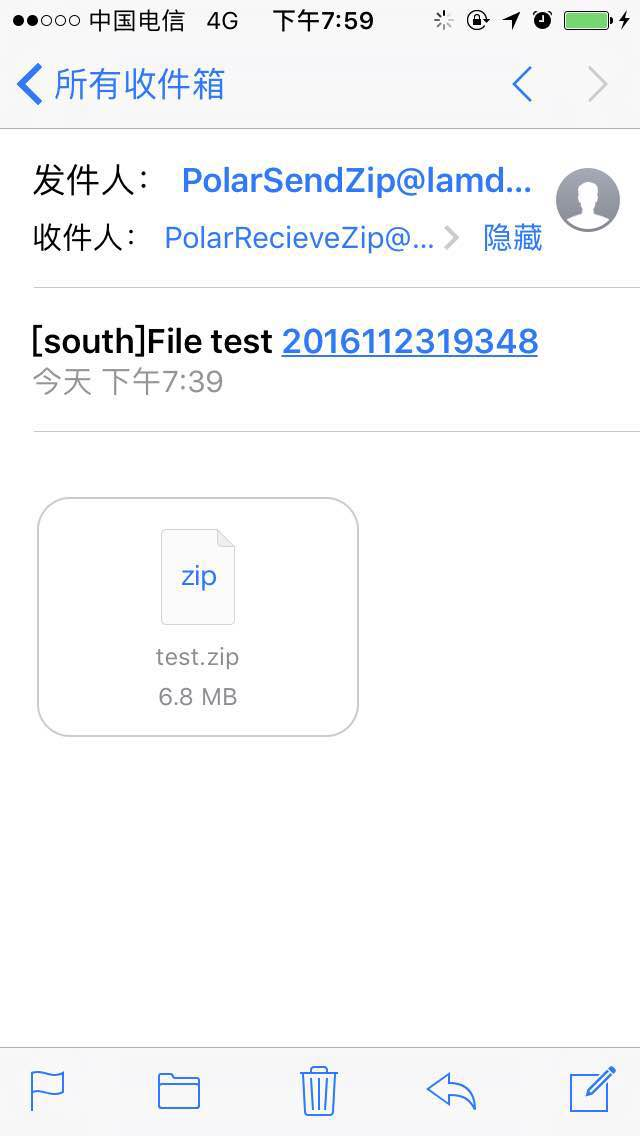 中国电信 4G 下午7:59
所有收件箱
发件人： PolarSendZip@lamd...
收件人： PolarRecieveZip@... 隐藏
[south]File test 2016112319348
今天 下午7:39
zip
test.zip
6.8 MB